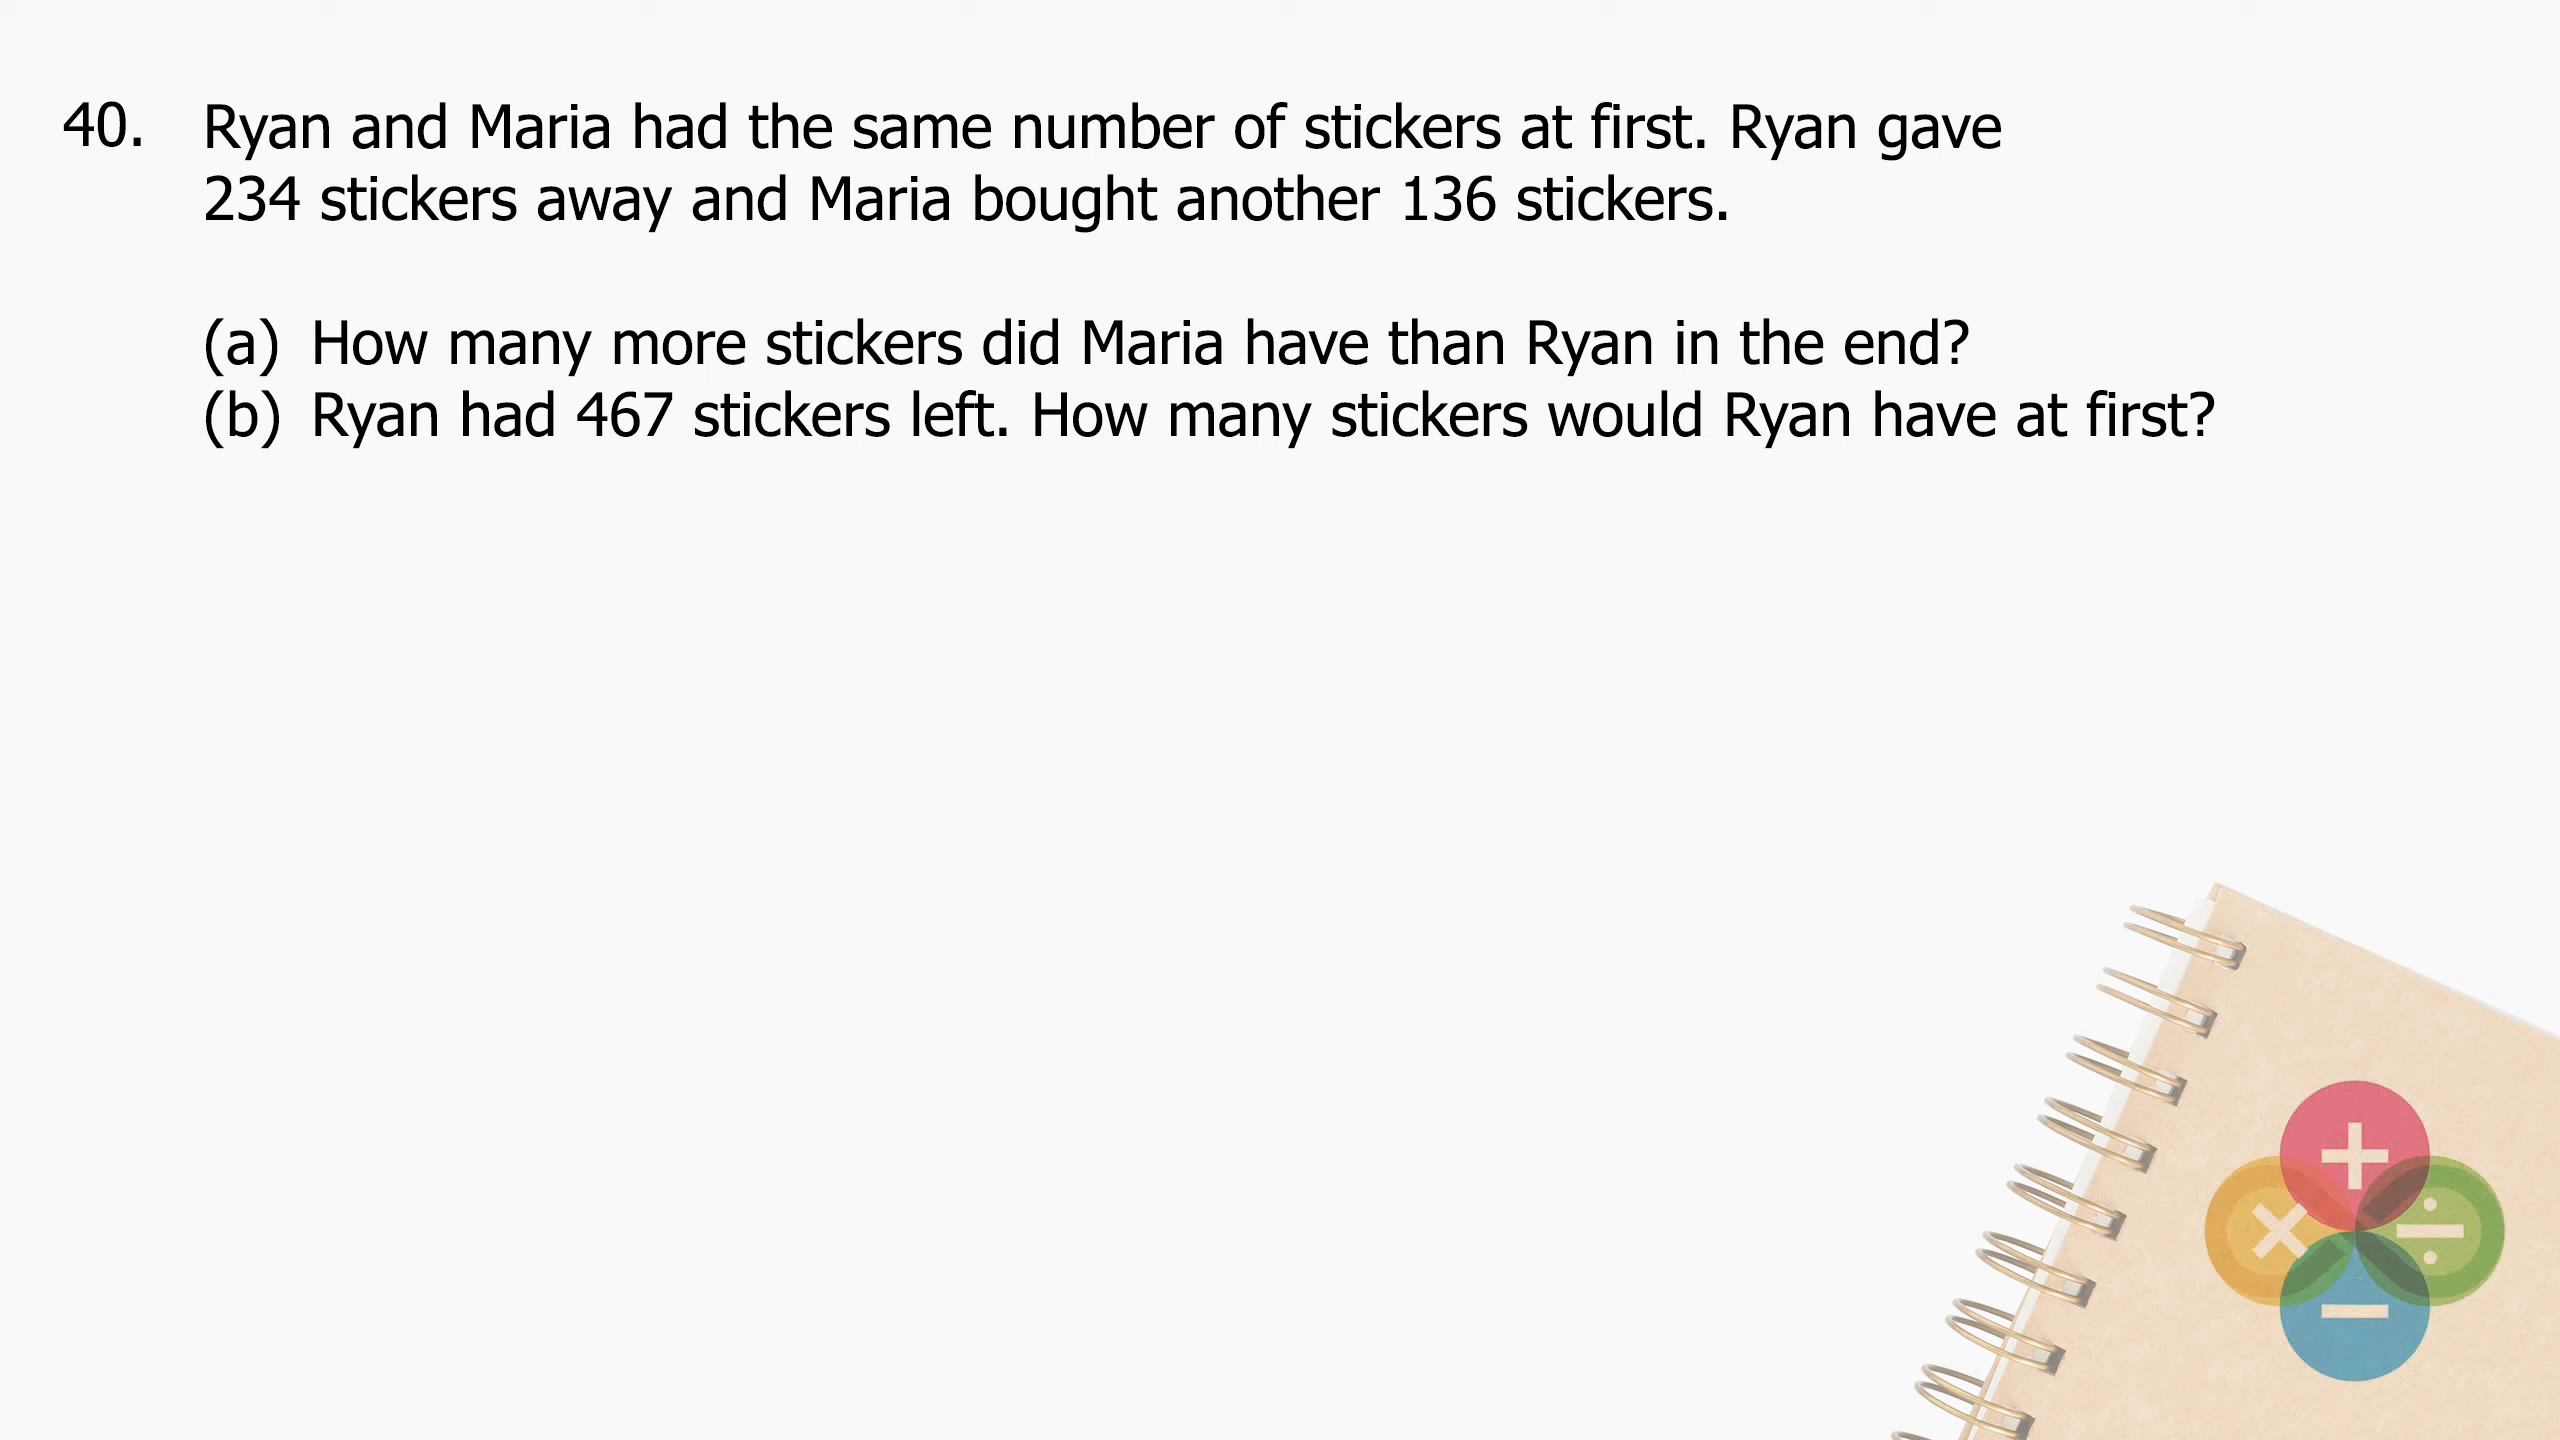 40. Ryan and Maria had the same number of stickers at first. Ryan gave
234 stickers away and Maria bought another 136 stickers.
(a) How many more stickers did Maria have than Ryan in the end?
(b) Ryan had 467 stickers left. How many stickers would Ryan have at first?
+
× ÷
−